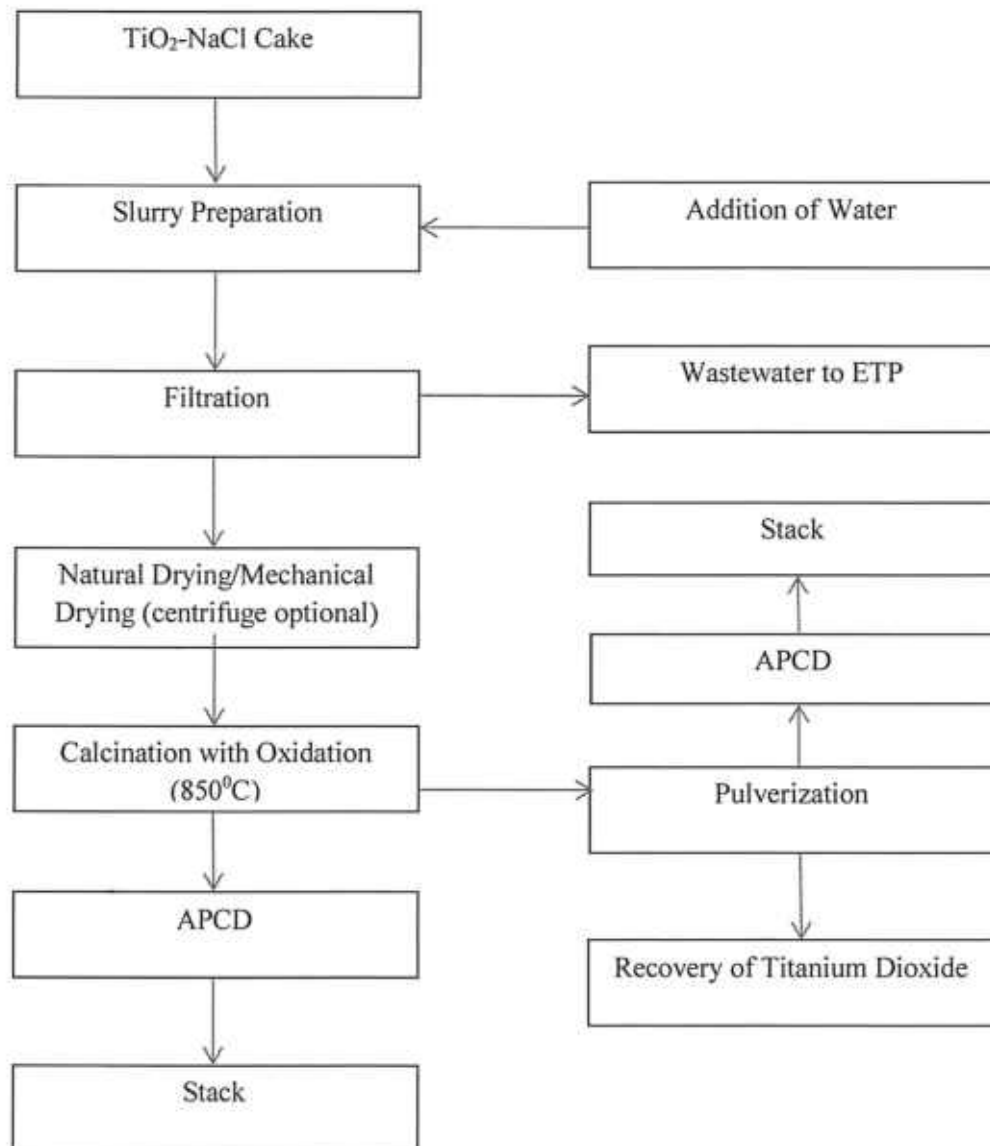 TiO₂-NaCl Cake
Slurry Preparation
Addition of Water
Filtration
Wastewater to ETP
Natural Drying/Mechanical
Drying (centrifuge optional)
Stack
APCD
Calcination with Oxidation
(850⁰C)
Pulverization
APCD
Recovery of Titanium Dioxide
Stack